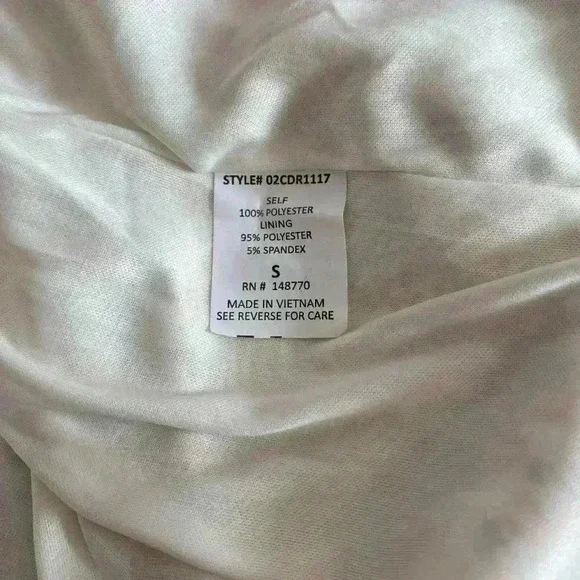 STYLE# 02CDR1117
SELF
100% POLYESTER
LINING
95% POLYESTER
5% SPANDEX
S
RN # 148770
MADE IN VIETNAM
SEE REVERSE FOR CARE